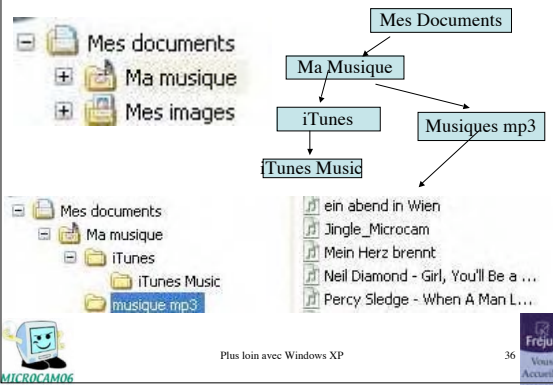 Mes documents
Ma musique
Mes images
Mes Documents
Ma Musique
iTunes
Musiques mp3
iTunes Music
Mes documents
Ma musique
iTunes
iTunes Music
musique mp3
ein abend in Wien
Jingle_Microcam
Mein Herz brennt
Neil Diamond - Girl, You'll Be a ...
Percy Sledge - When A Man L...
MICROCAM06
Plus loin avec Windows XP
36
Fréju
Vous
Accueil